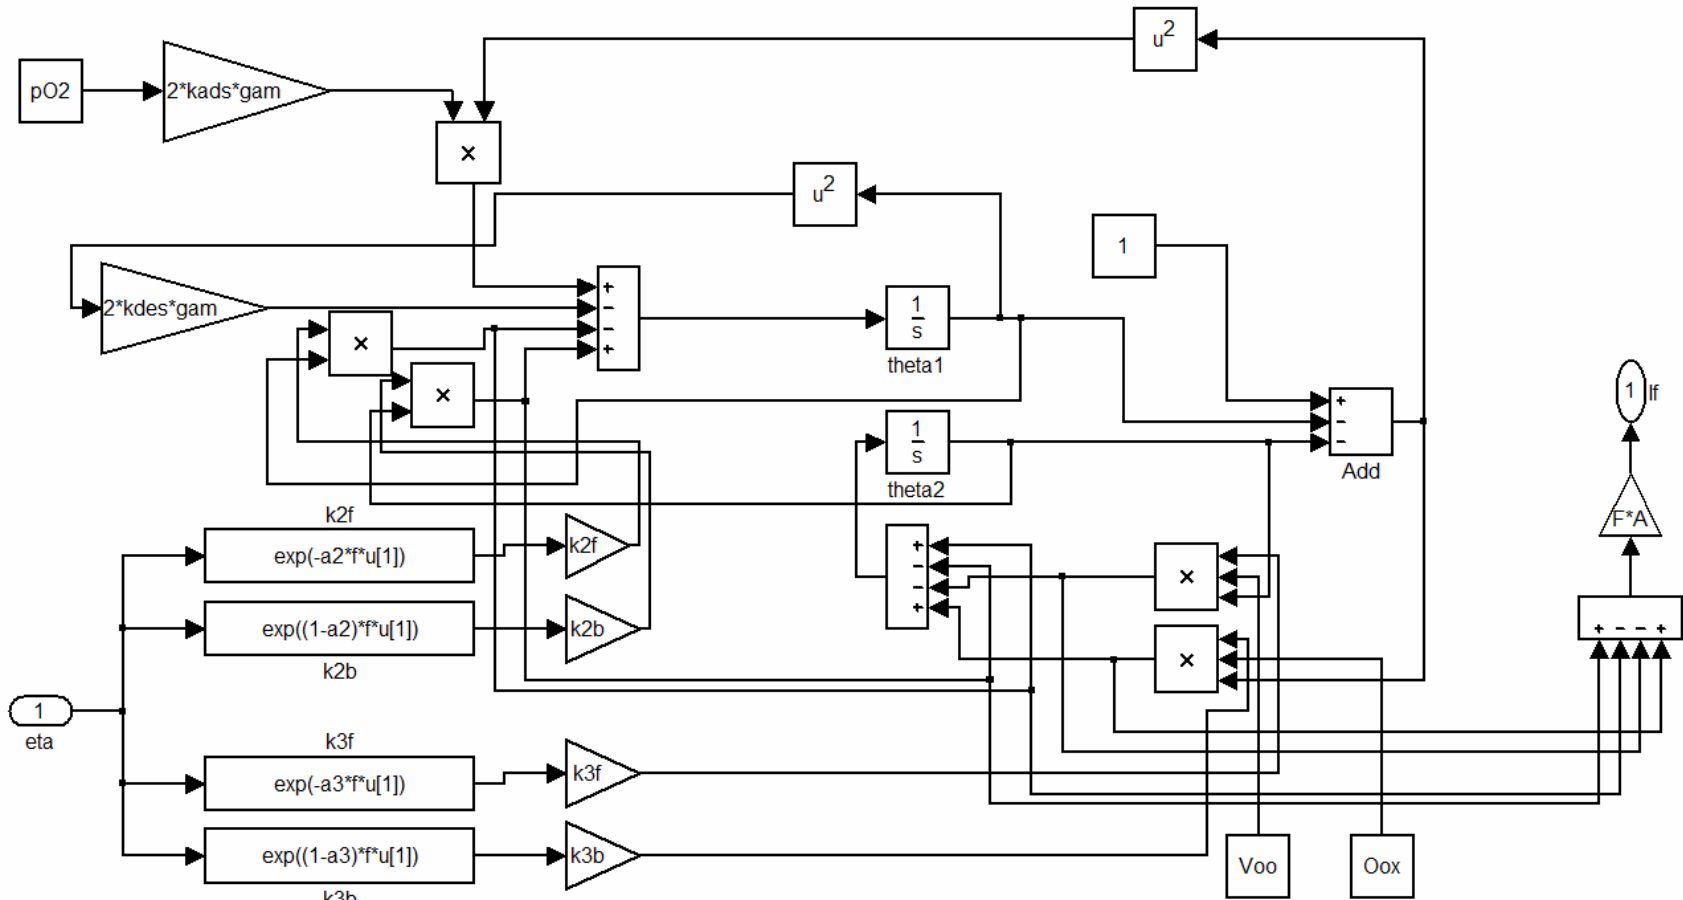 u2
pO2
2*kads*gam
×
u2
1
2*kdes*gam
+
−
−
+
×
×
1
s
theta1
1
s
theta2
+
−
−
Add
1
If
F*A
k2f
exp(-a2*f*u[1])
k2f
+
−
−
+
×
exp((1-a2)*f*u[1])
k2b
k2b
×
+ − − +
1
eta
k3f
exp(-a3*f*u[1])
k3f
exp((1-a3)*f*u[1])
k3b
k3b
Voo
Oox